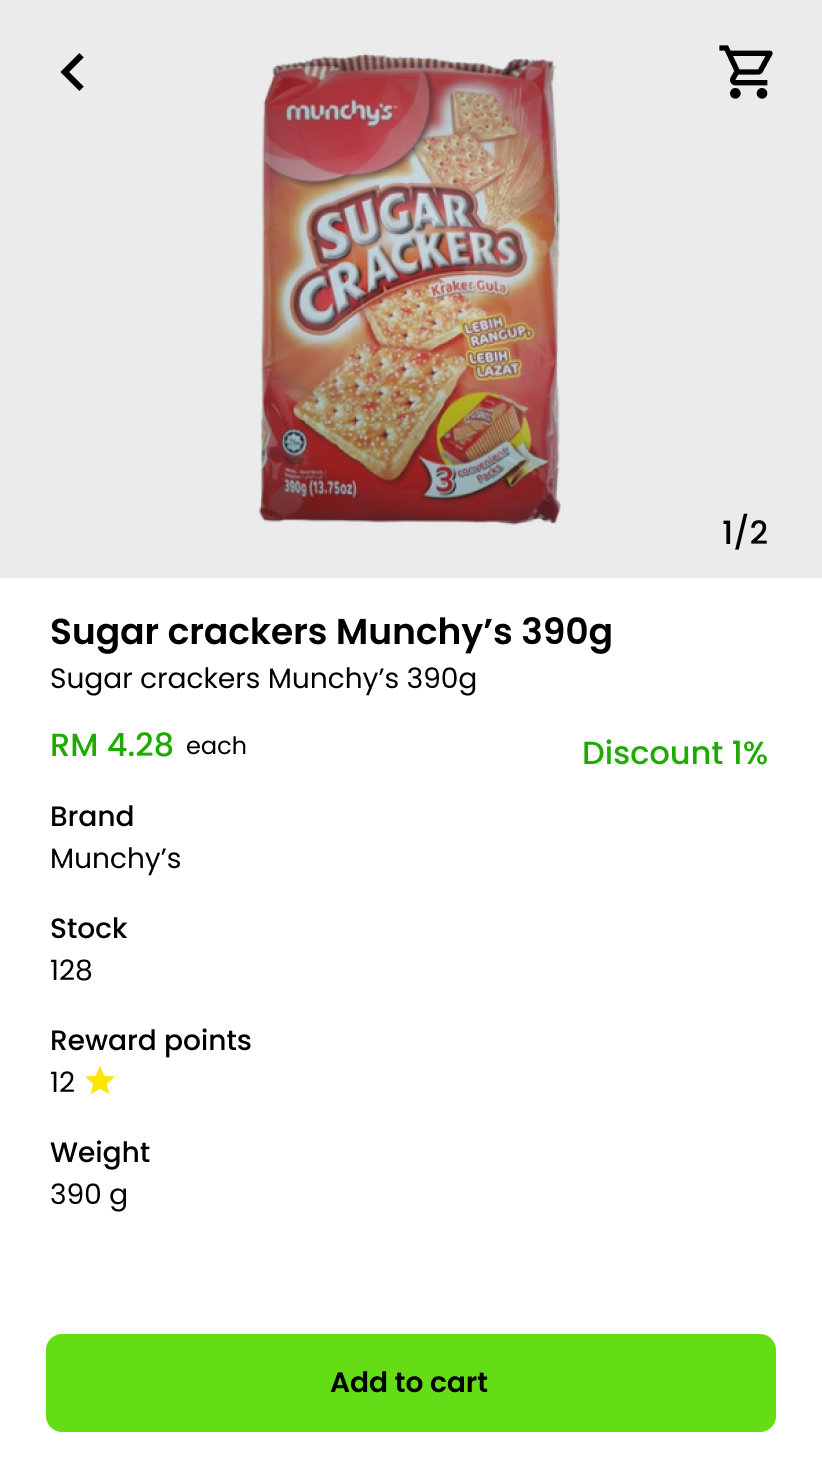 munchy's
SUGAR
CRACKERS
Kraker Gula
LEBIH
RANGUP,
LEBIH
LAZAT
3 convenient
Packs
390g (13.75oz)
1/2
Sugar crackers Munchy’s 390g
Sugar crackers Munchy’s 390g
RM 4.28 each
Discount 1%
Brand
Munchy’s
Stock
128
Reward points
12
Weight
390 g
Add to cart